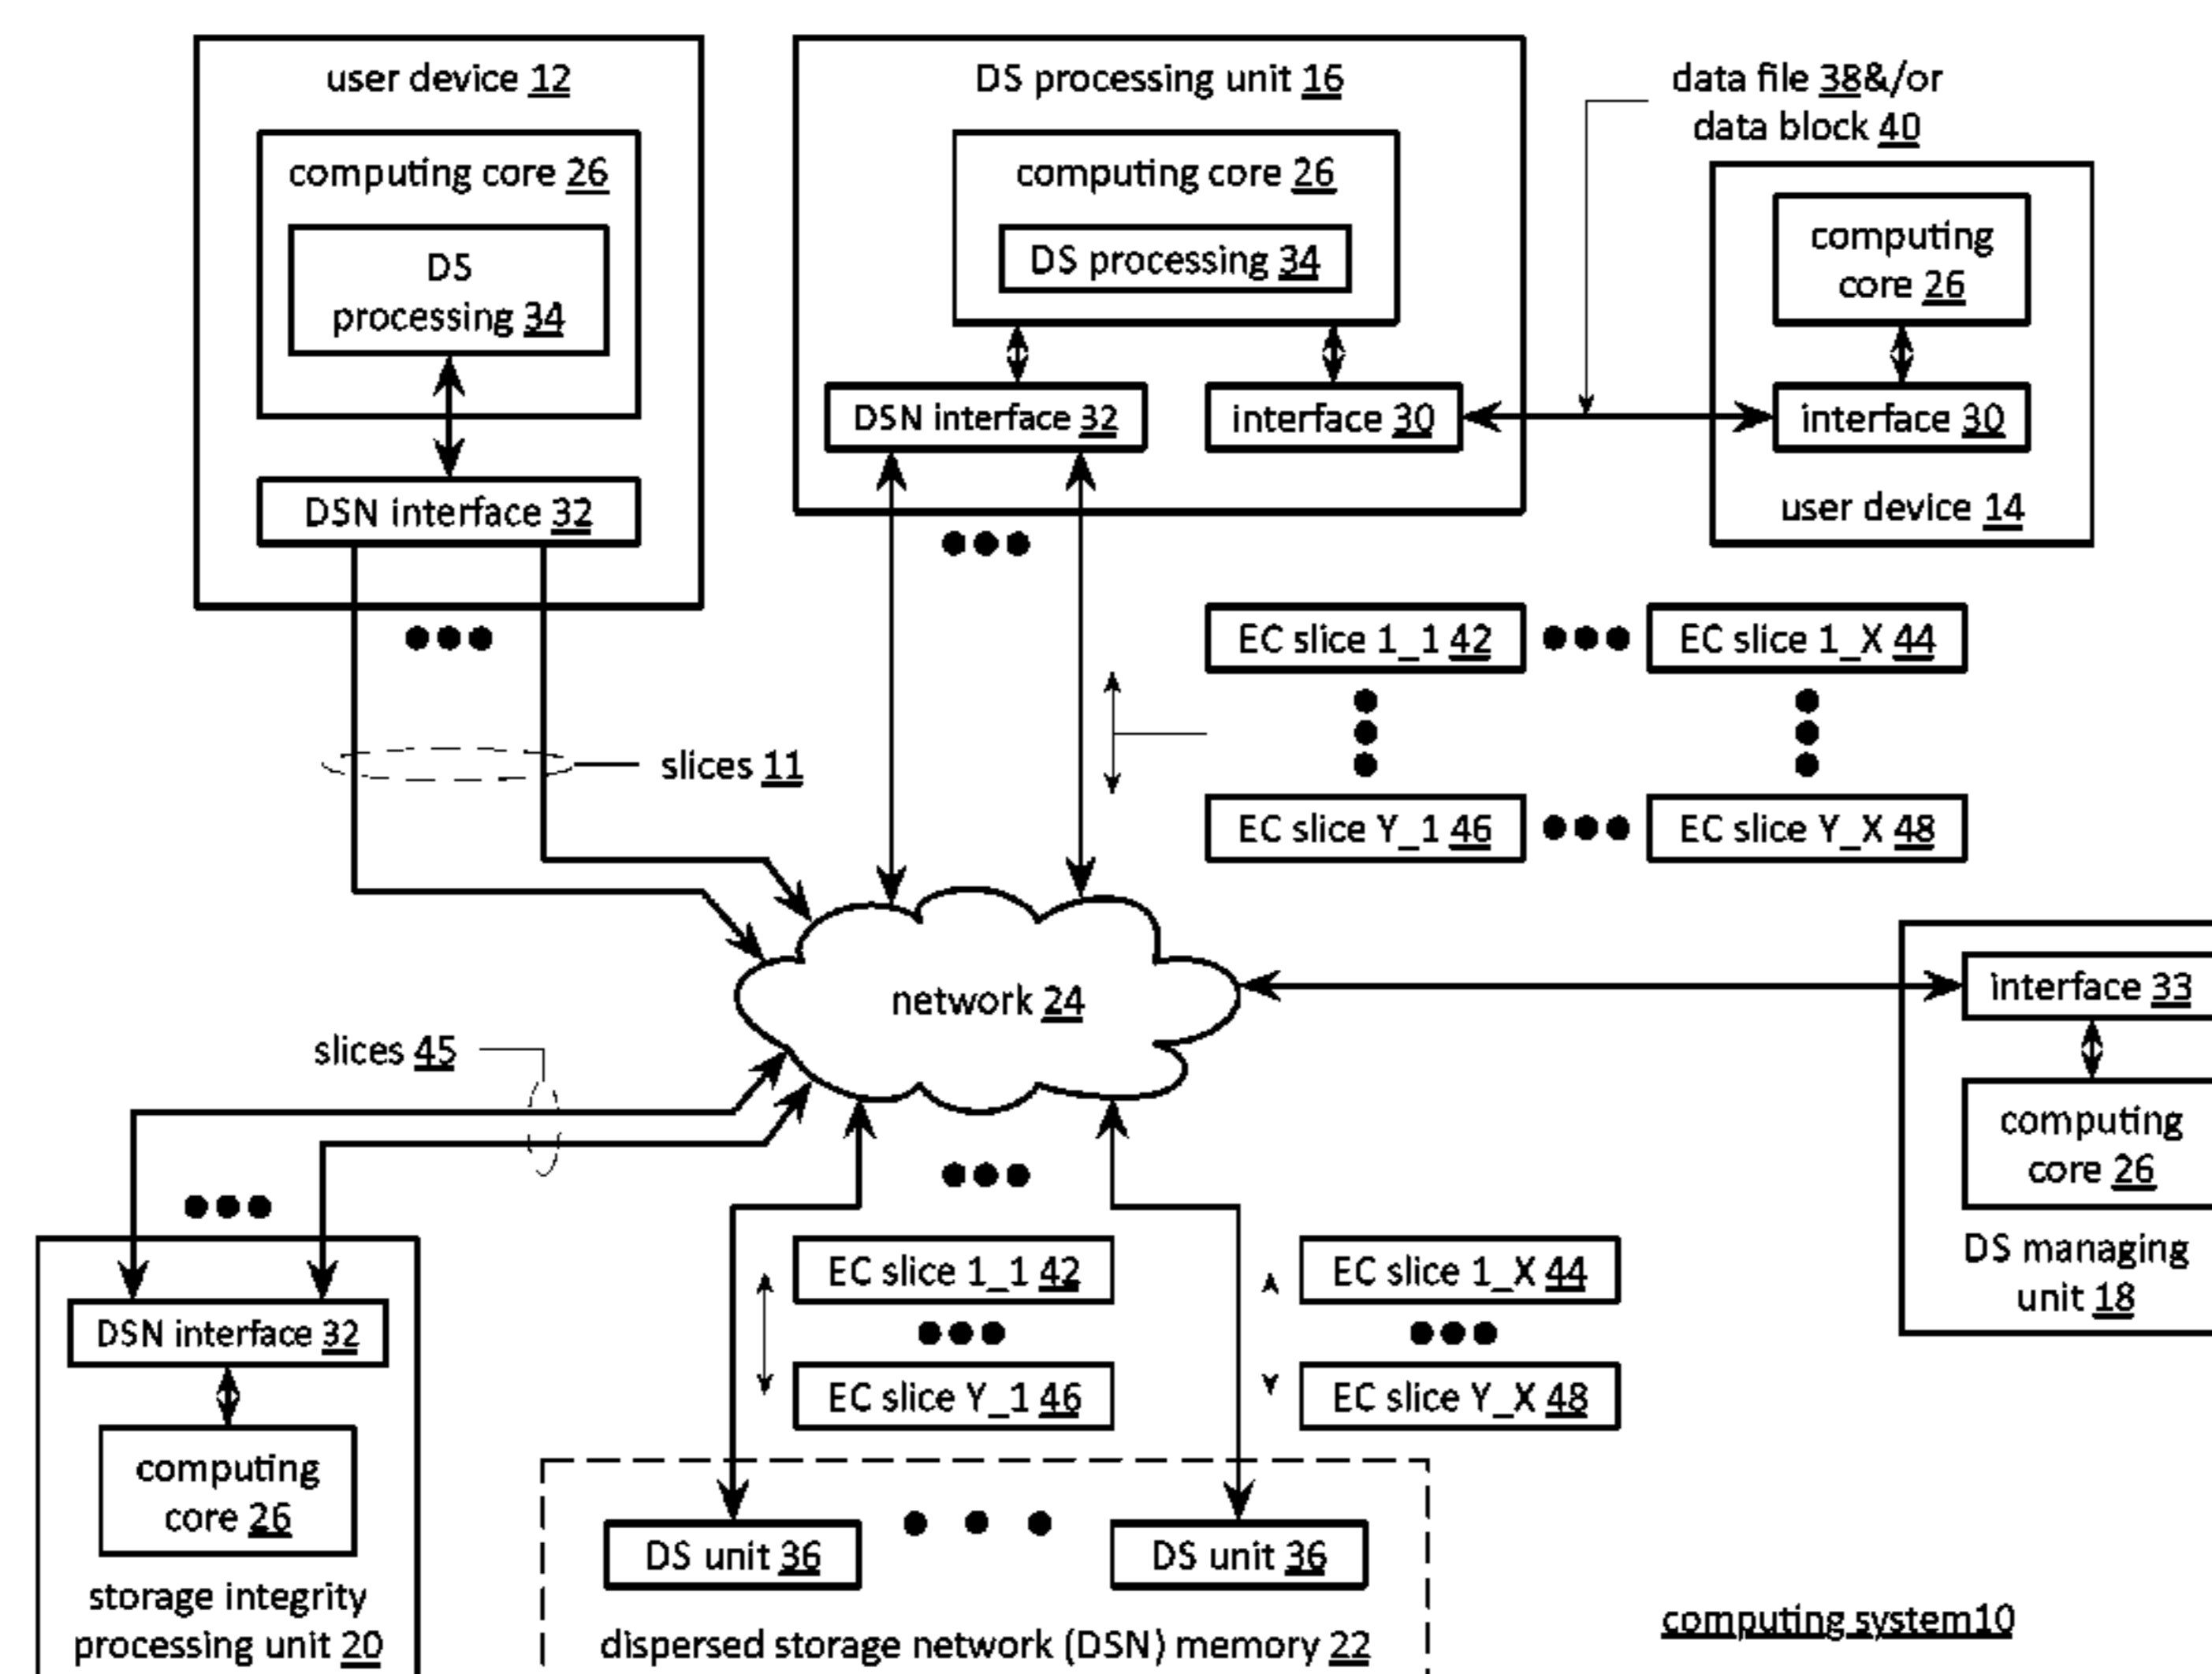 user device 12
computing core 26
DS
processing 34
DSN interface 32
DS processing unit 16
computing core 26
DS processing 34
DSN interface 32
interface 30
data file 38&/or
data block 40
computing
core 26
interface 30
user device 14
EC slice 1_1 42
EC slice 1_X 44
EC slice Y_1 46
EC slice Y_X 48
slices 11
network 24
interface 33
computing
core 26
DS managing
unit 18
slices 45
DSN interface 32
computing
core 26
storage integrity
processing unit 20
EC slice 1_1 42
EC slice 1_X 44
EC slice Y_1 46
EC slice Y_X 48
DS unit 36
DS unit 36
dispersed storage network (DSN) memory 22
computing system10